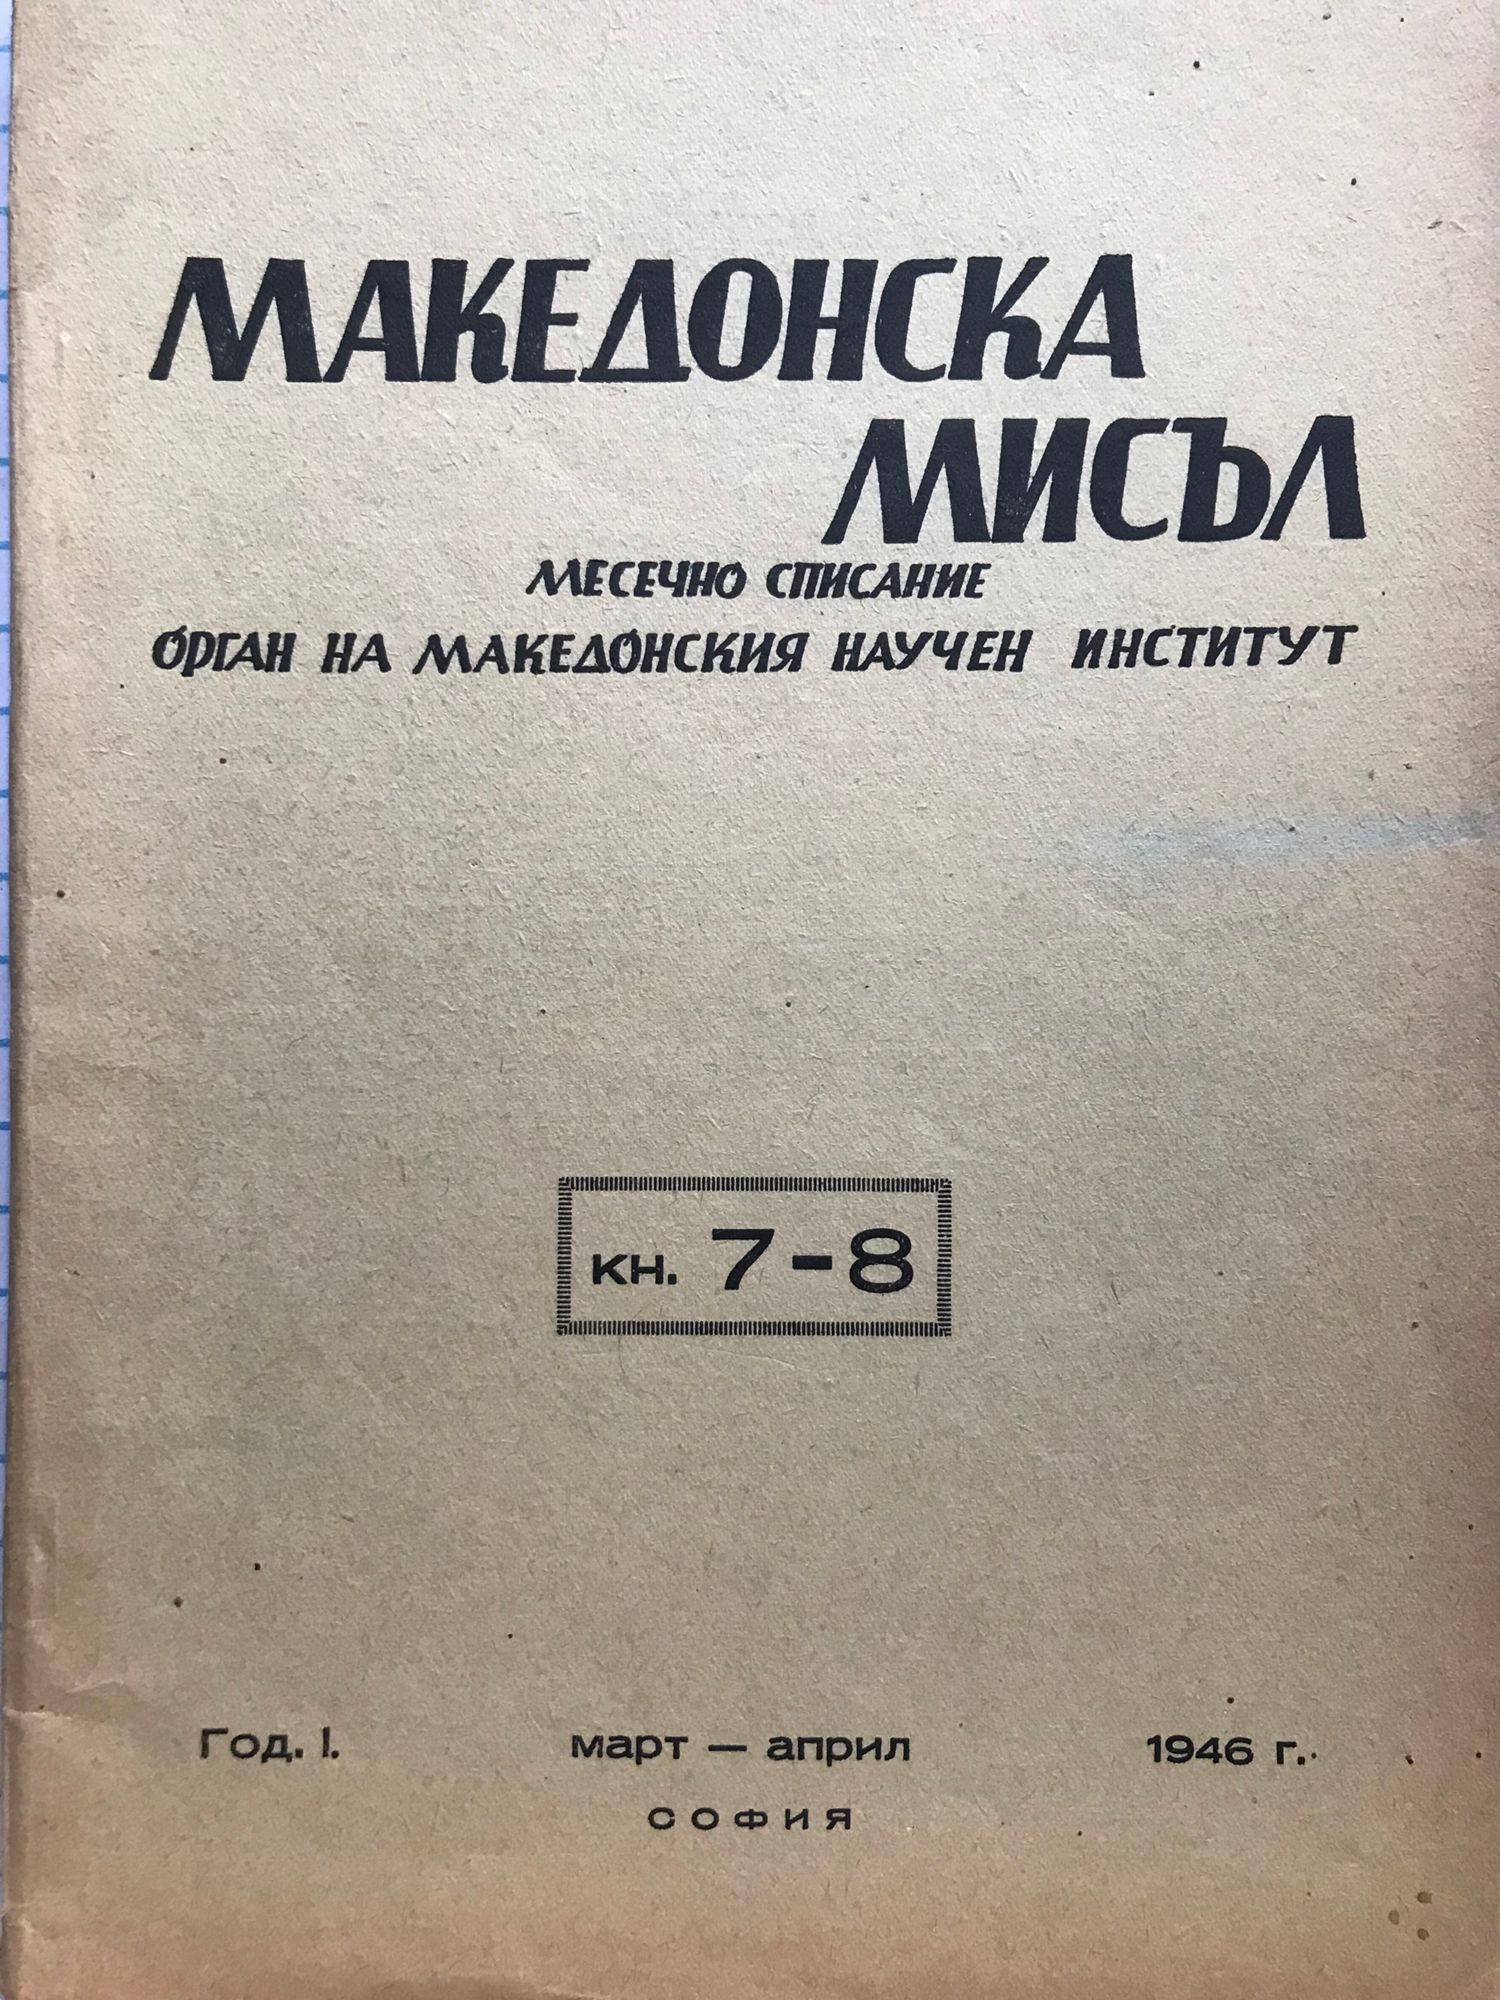 МАКЕДОНСКА
МИСЪЛ
МЕСЕЧНО СПИСАНИЕ
ОРГАН НА МАКЕДОНСКИЯ НАУЧЕН ИНСТИТУТ
кн. 7-8
Год. I. март — април 1946 г.
СОФИЯ